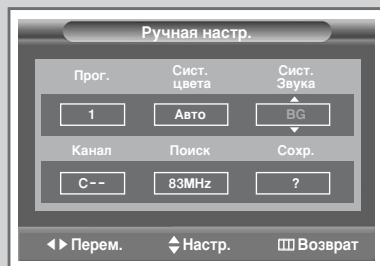 Ручная настр.
Прог. Сист. цвета Сист. Звука
1 Авто BG
Канал Поиск Сохр.
C-- 83MHz ?
Перем. Настр. Возврат